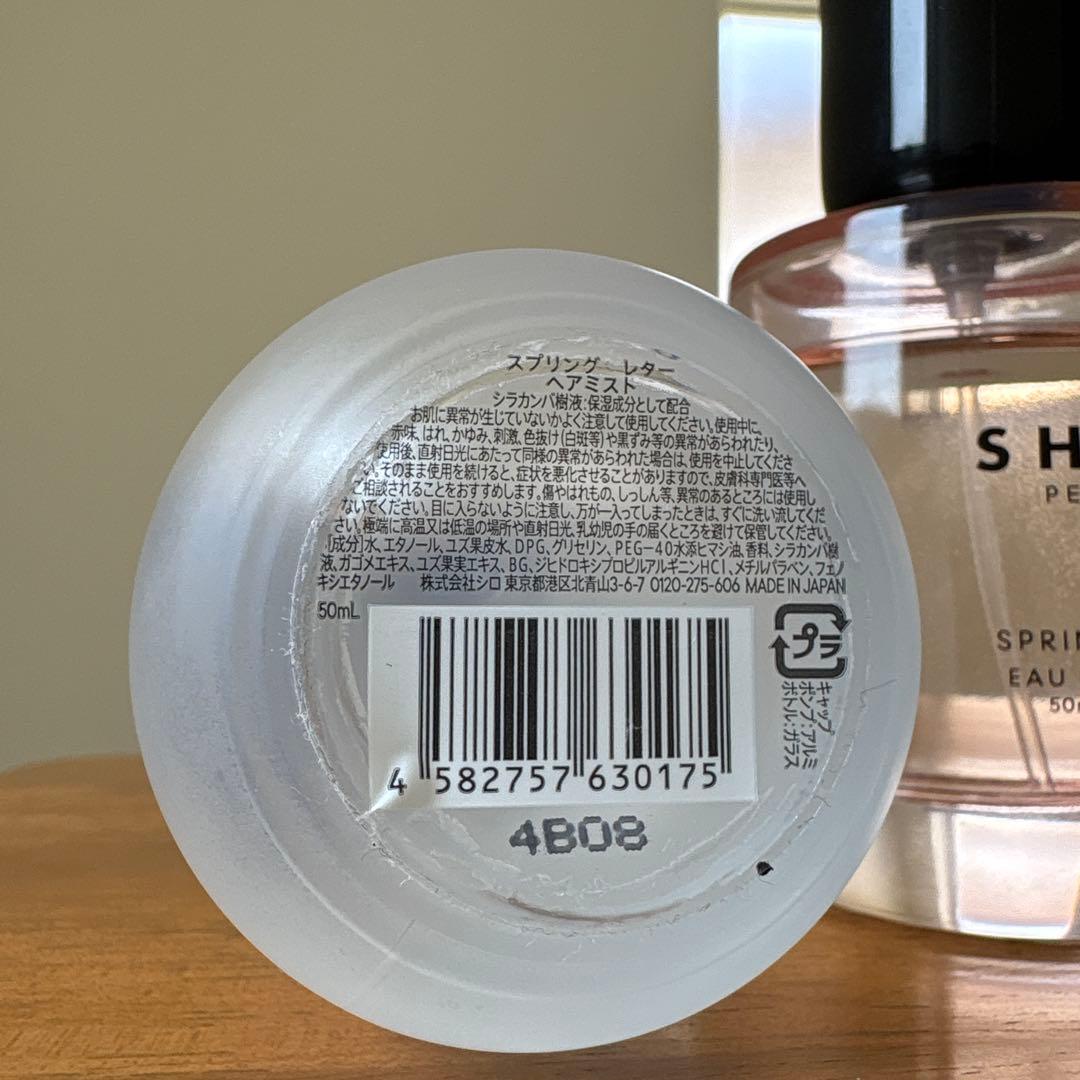 スプリング レター
ヘアミスト
シラカンバ樹液:保湿成分として配合
お肌に異常が生じていないかよく注意して使用してください。使用中に、
赤味、はれ、かゆみ、刺激、色抜け(白斑等)や黒ずみ等の異常があらわれたり、
使用後、直射日光にあたって同様の異常があらわれた場合は、使用を中止してくださ
い。そのまま使用を続けると、症状を悪化させることがありますので、皮膚科専門医等へ
ご相談されることをおすすめします。傷やはれもの、しっしん等、異常のあるところには使用し
ないでください。目に入らないように注意し、万が一入ってしまったときは、すぐに洗い流してくだ
さい。極端に高温又は低温の場所や直射日光、乳幼児の手の届くところを避けて保管してください。
[成分]水、エタノール、ユズ果皮水、DPG、グリセリン、PEG-40水添ヒマシ油、香料、シラカンバ樹
液、ガゴメエキス、ユズ果実エキス、BG、ジヒドロキシプロピルアルギニンHCl、メチルパラベン、フェノ
キシエタノール 株式会社シロ 東京都港区北青山3-6-7 0120-275-606 MADE IN JAPAN
50mL
プラ
キャップ
ポンプ:アルミ
ボトル:ガラス
4 582757 630175
4B08
SH
PE
SPRIN
EAU
50m